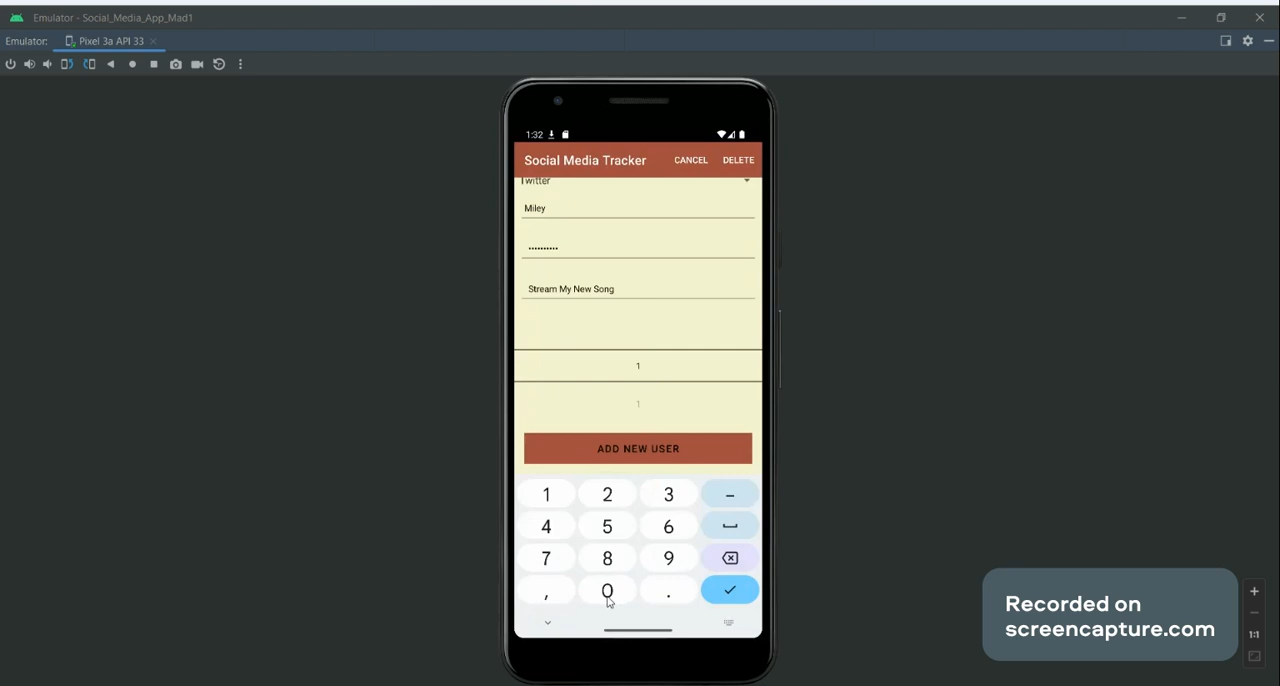 Emulator - Social_Media_App_Mad1
Emulator: Pixel 3a API 33
1:32
Social Media Tracker CANCEL DELETE
Twitter
Miley
••••••••••
Stream My New Song
1
1
ADD NEW USER
1 2 3 –
4 5 6
7 8 9
, 0 .
Recorded on
screencapture.com
1:1